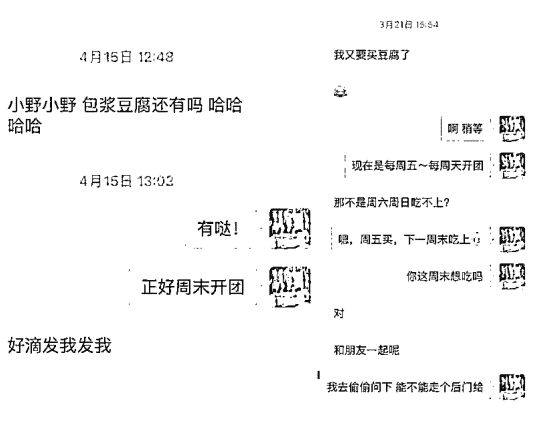 4月15日 12:48
小野小野 包浆豆腐还有吗 哈哈
哈哈
4月15日 13:02
有哒！
正好周末开团
好滴发我发我
3月21日 15:54
我又要买豆腐了
啊 稍等
现在是每周五～每周天开团
那不是周六周日吃不上?
嗯，周五买，下一周末吃上
你这周末想吃吗
对
和朋友一起呢
我去偷偷问下 能不能走个后门给